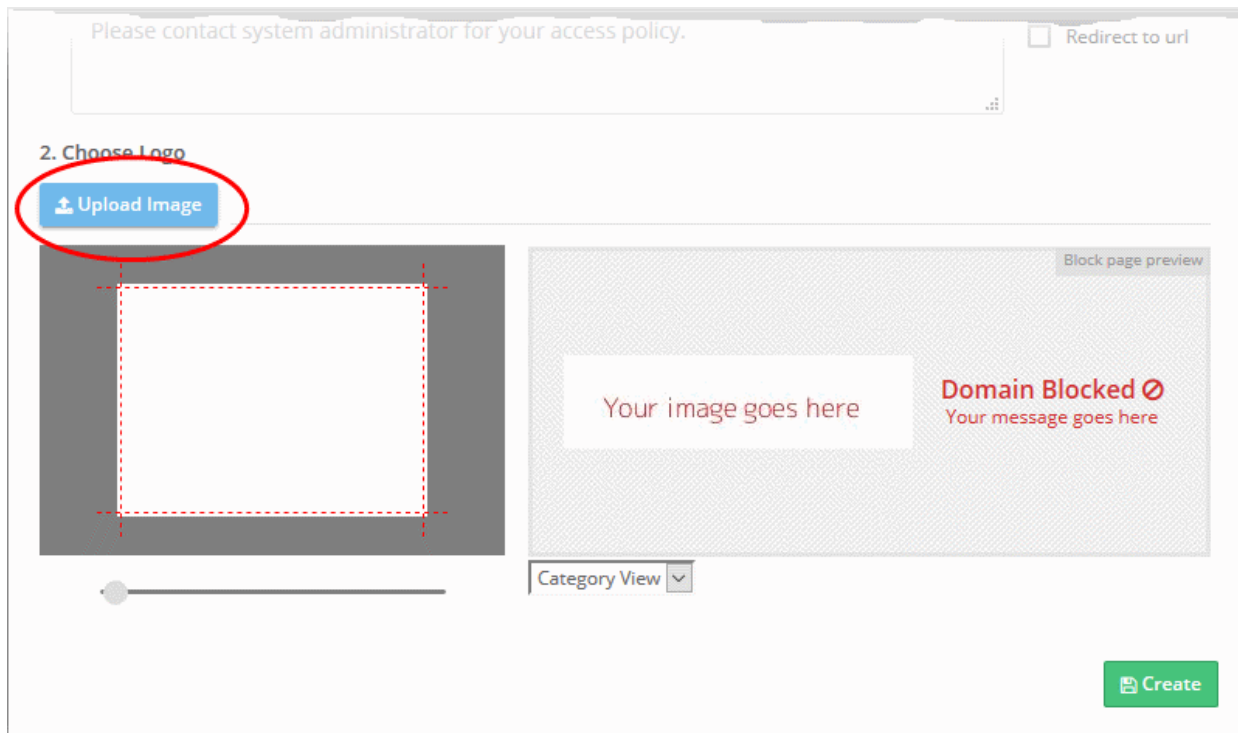 Please contact system administrator for your access policy.
Redirect to url
2. Choose Logo
Upload Image
Block page preview
Your image goes here
Domain Blocked
Your message goes here
Category View
Create